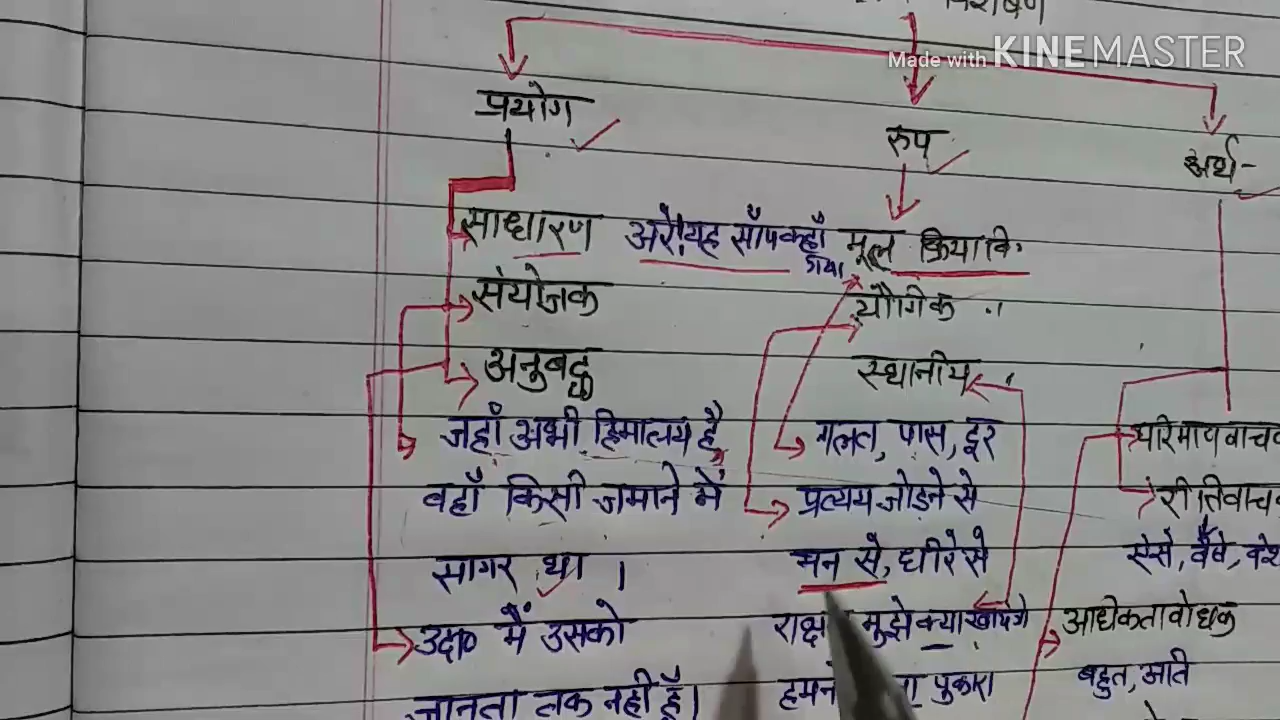 विशेषण
Made with KINEMASTER
प्रयोग
रुप
अर्थ-
साधारण अरे!यह साँप कहाँ गया मूल क्रिया वि॰
संयोजक
यौगिक
अनुबद्ध
स्थानीय
जहाँ अभी हिमालय है, गलत, पास, दूर
वहाँ किसी जमाने में प्रत्यय जोड़ने से
सागर था । मन से, धीरे से
उदा० मैं उसको मुझे क्या खायेंगे
जानता तक नहीं हूँ। पुकारा
परिमाणवाचक
रीतिवाचक
ऐसे, वैसे,
अधिकताबोधक
बहुत, अति